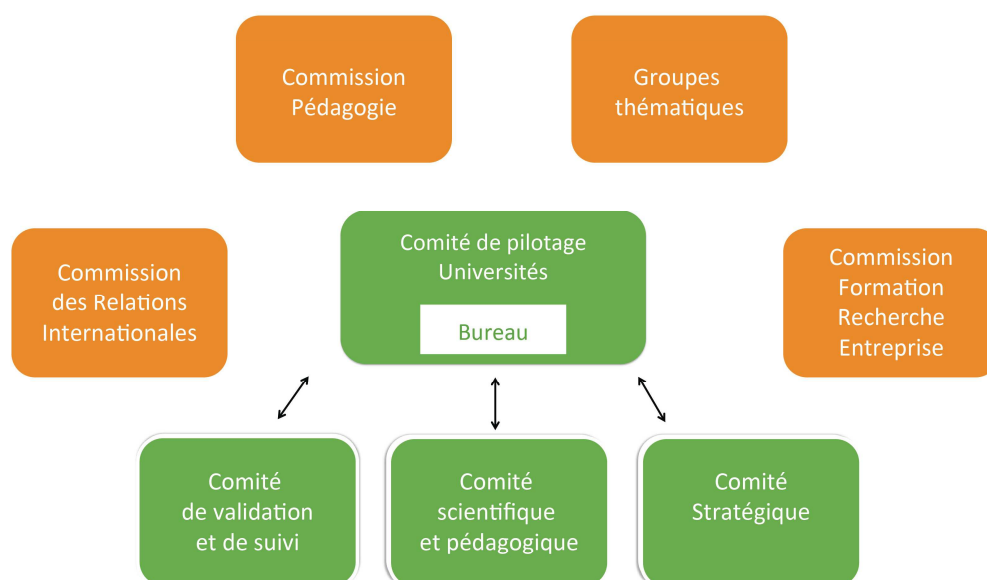 Commission
Pédagogie
Groupes
thématiques
Commission
des Relations
Internationales
Comité de pilotage
Universités
Bureau
Commission
Formation
Recherche
Entreprise
Comité
de validation
et de suivi
Comité
scientifique
et pédagogique
Comité
Stratégique